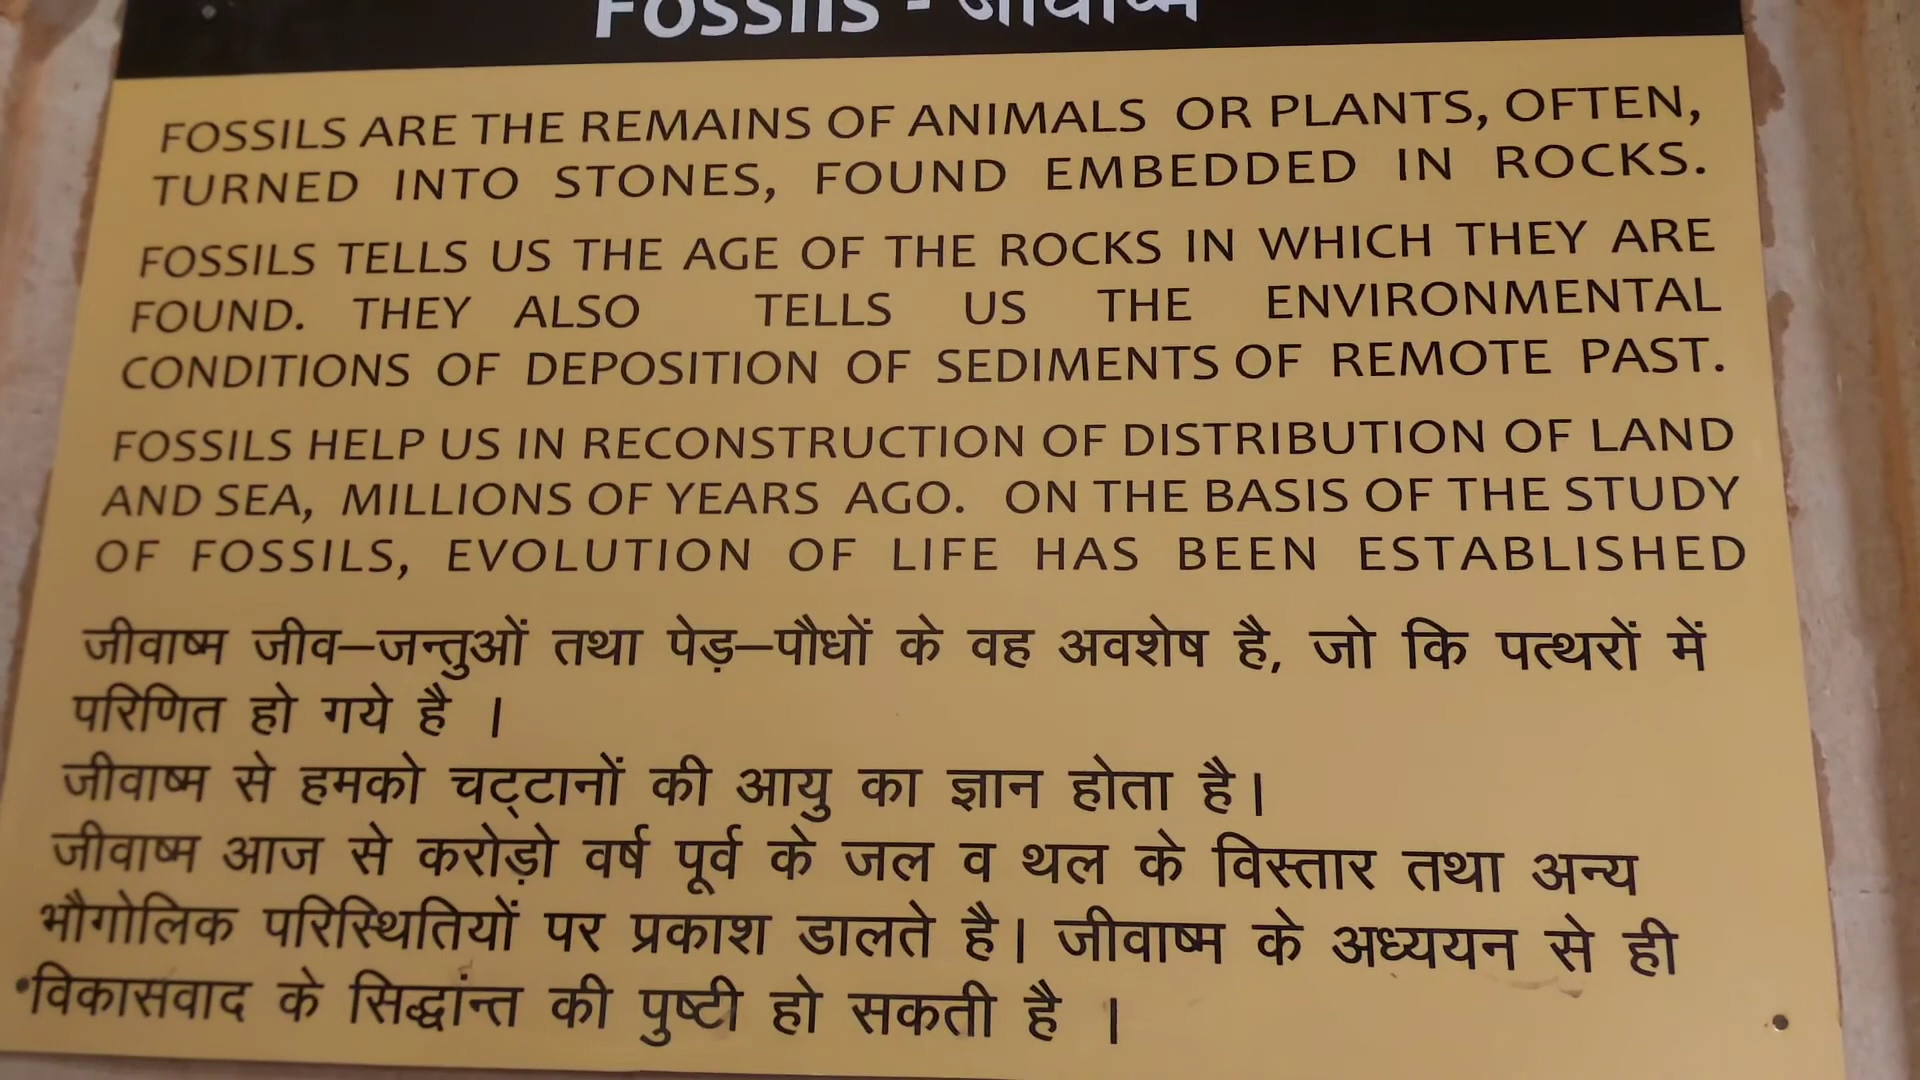 Fossils - जीवाष्म
FOSSILS ARE THE REMAINS OF ANIMALS OR PLANTS, OFTEN,
TURNED INTO STONES, FOUND EMBEDDED IN ROCKS.
FOSSILS TELLS US THE AGE OF THE ROCKS IN WHICH THEY ARE
FOUND. THEY ALSO TELLS US THE ENVIRONMENTAL
CONDITIONS OF DEPOSITION OF SEDIMENTS OF REMOTE PAST.
FOSSILS HELP US IN RECONSTRUCTION OF DISTRIBUTION OF LAND
AND SEA, MILLIONS OF YEARS AGO. ON THE BASIS OF THE STUDY
OF FOSSILS, EVOLUTION OF LIFE HAS BEEN ESTABLISHED
जीवाष्म जीव–जन्तुओं तथा पेड़–पौधों के वह अवशेष है, जो कि पत्थरों में
परिणित हो गये है ।
जीवाष्म से हमको चट्‌टानों की आयु का ज्ञान होता है।
जीवाष्म आज से करोड़ो वर्ष पूर्व के जल व थल के विस्तार तथा अन्य
भौगोलिक परिस्थितियों पर प्रकाश डालते है। जीवाष्म के अध्ययन से ही
विकासवाद के सिद्धांन्त की पुष्टी हो सकती है ।